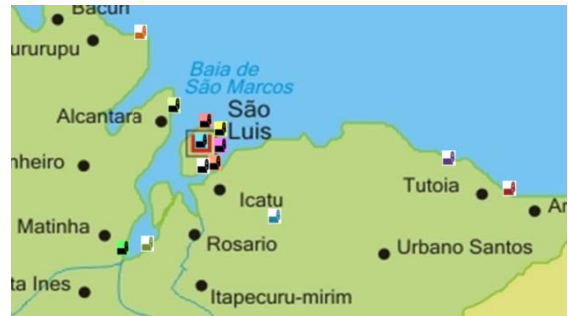 Bacuri
ururupu
Baia de
São Marcos
Alcantara
São
Luis
nheiro
Tutoia
Icatu
Ar
Matinha
Rosario
Urbano Santos
ta Ines
Itapecuru-mirim